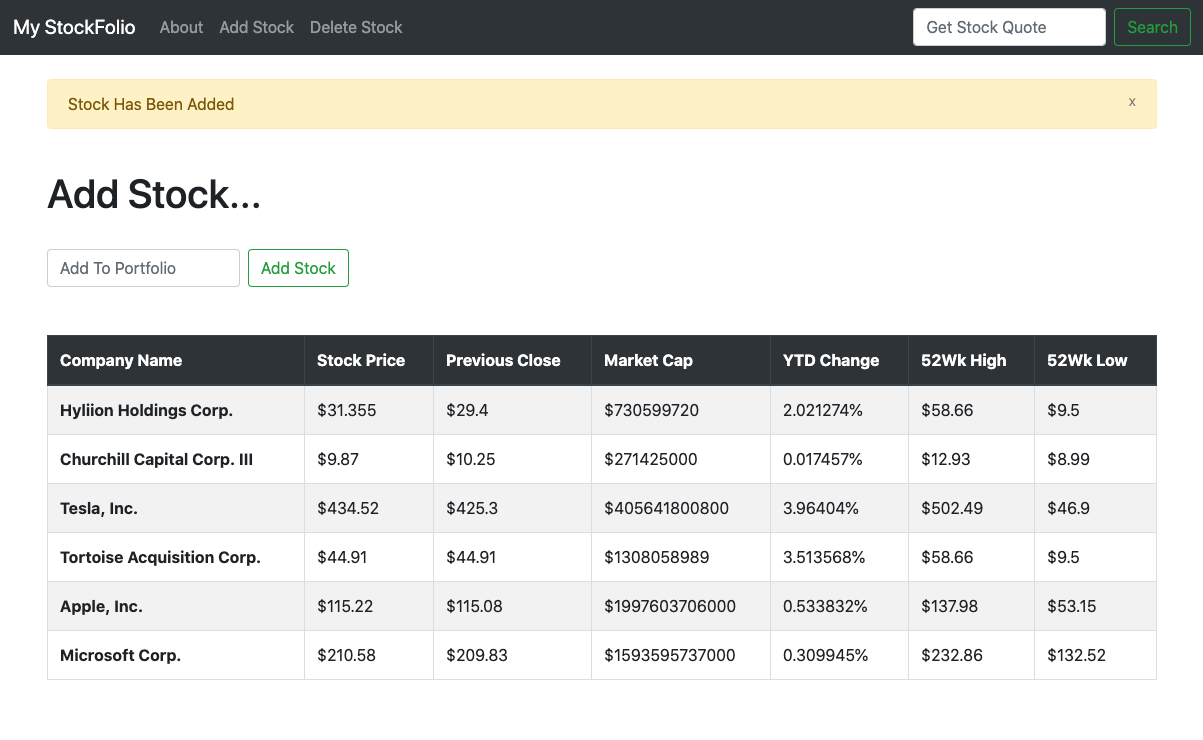 My StockFolio About Add Stock Delete Stock Get Stock Quote Search
Stock Has Been Added x
Add Stock...
Add To Portfolio Add Stock
Company Name Stock Price Previous Close Market Cap YTD Change 52Wk High 52Wk Low
Hyliion Holdings Corp. $31.355 $29.4 $730599720 2.021274% $58.66 $9.5
Churchill Capital Corp. III $9.87 $10.25 $271425000 0.017457% $12.93 $8.99
Tesla, Inc. $434.52 $425.3 $405641800800 3.96404% $502.49 $46.9
Tortoise Acquisition Corp. $44.91 $44.91 $1308058989 3.513568% $58.66 $9.5
Apple, Inc. $115.22 $115.08 $1997603706000 0.533832% $137.98 $53.15
Microsoft Corp. $210.58 $209.83 $1593595737000 0.309945% $232.86 $132.52